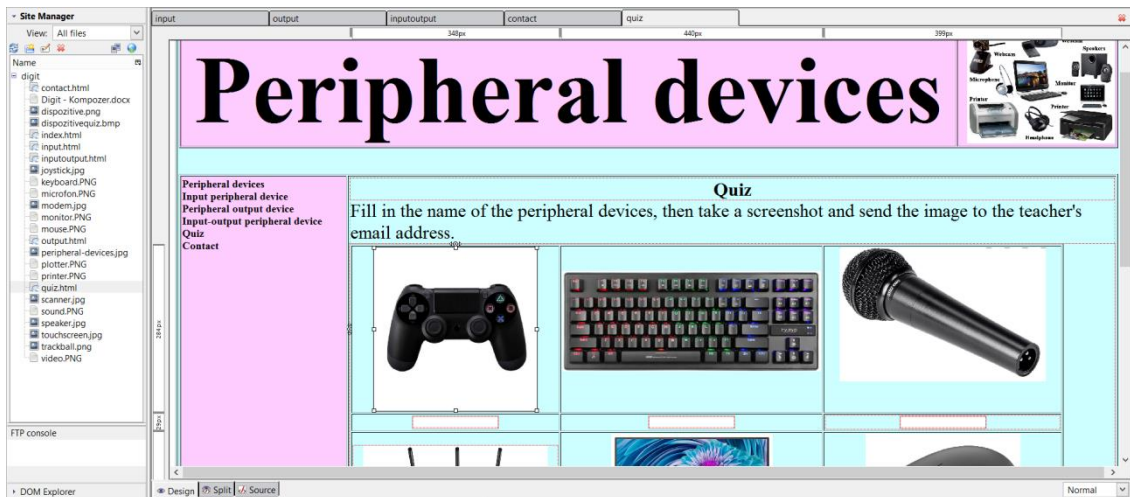 Site Manager
input
output
inputoutput
contact
quiz
View: All files
348px
440px
399px
Name
digit
contact.html
Digit - Kompozer.docx
dispozitive.png
dispozitivequiz.bmp
index.html
input.html
inputoutput.html
joystick.jpg
keyboard.PNG
microfon.PNG
modem.jpg
monitor.PNG
mouse.PNG
output.html
peripheral-devices.jpg
plotter.PNG
printer.PNG
quiz.html
scanner.jpg
sound.PNG
speaker.jpg
touchscreen.jpg
trackball.png
video.PNG
FTP console
DOM Explorer
Peripheral devices
Webcam
Speakers
Microphone
Monitor
Printer
Printer
Headphone
Peripheral devices
Input peripheral device
Peripheral output device
Input-output peripheral device
Quiz
Contact
Quiz
Fill in the name of the peripheral devices, then take a screenshot and send the image to the teacher's
email address.
284px
29px
Design
Split
Source
Normal